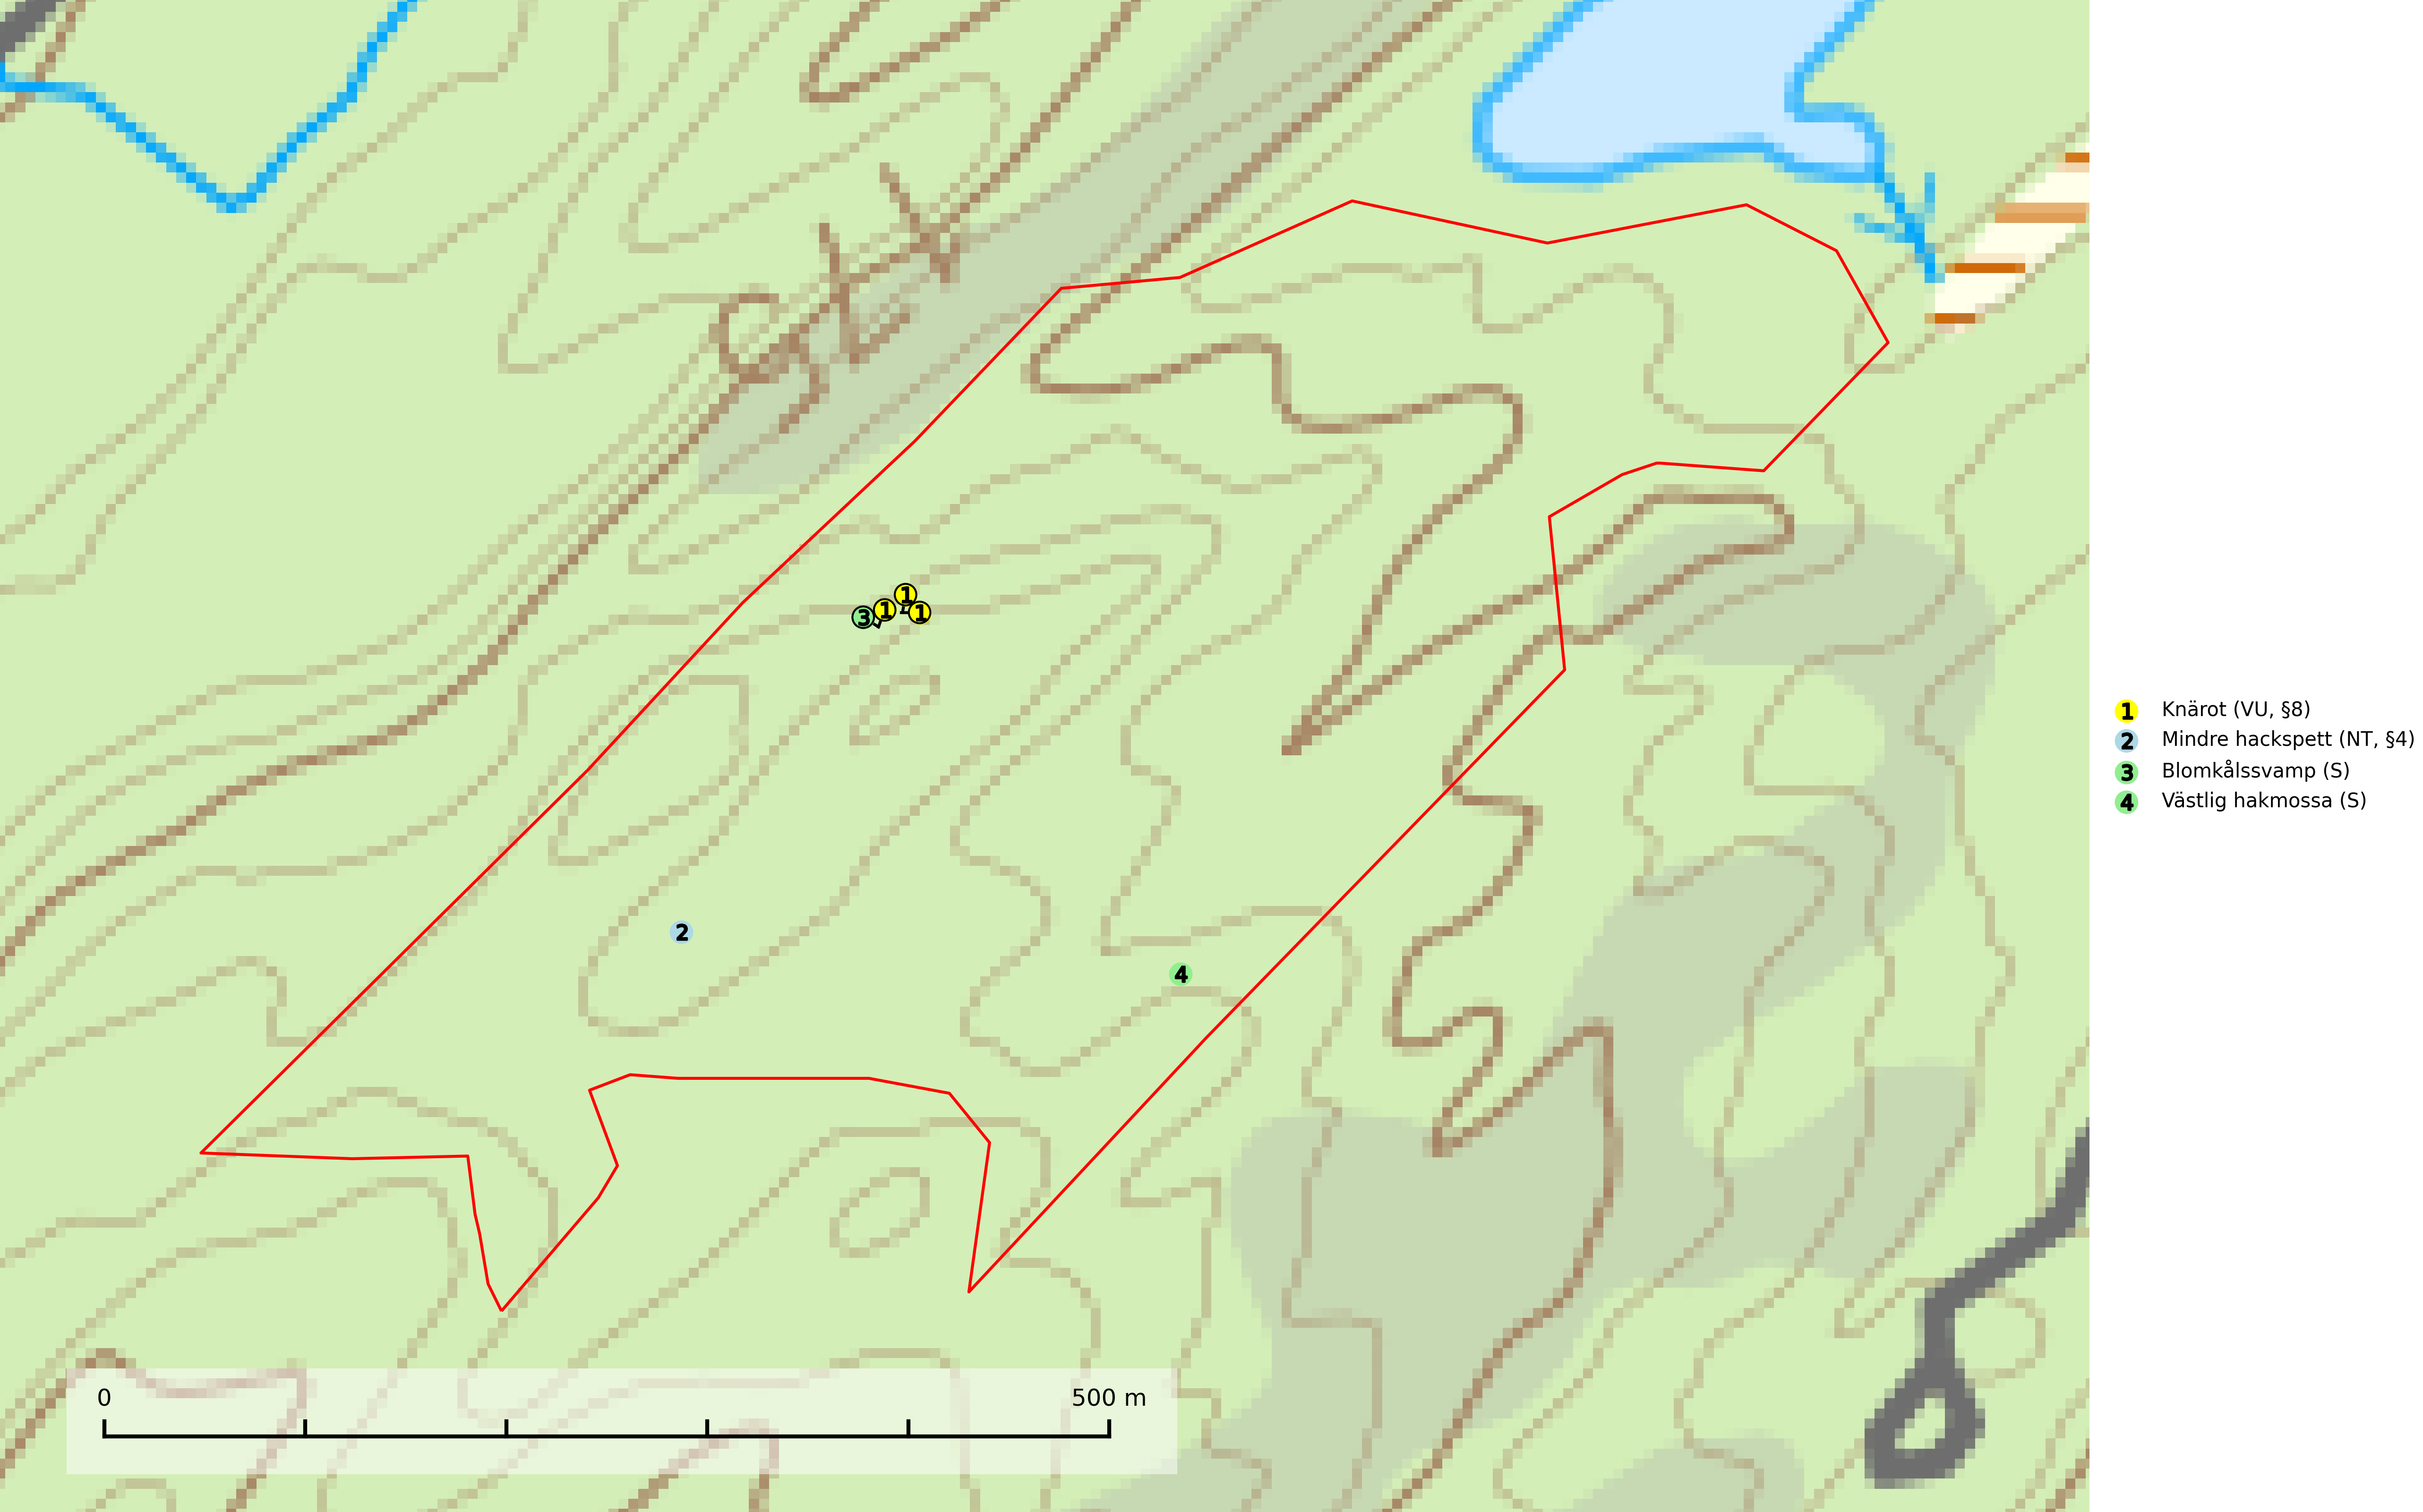 1
3 1 1
2
4
1 Knärot (VU, §8)
2 Mindre hackspett (NT, §4)
3 Blomkålssvamp (S)
4 Västlig hakmossa (S)
0 500 m